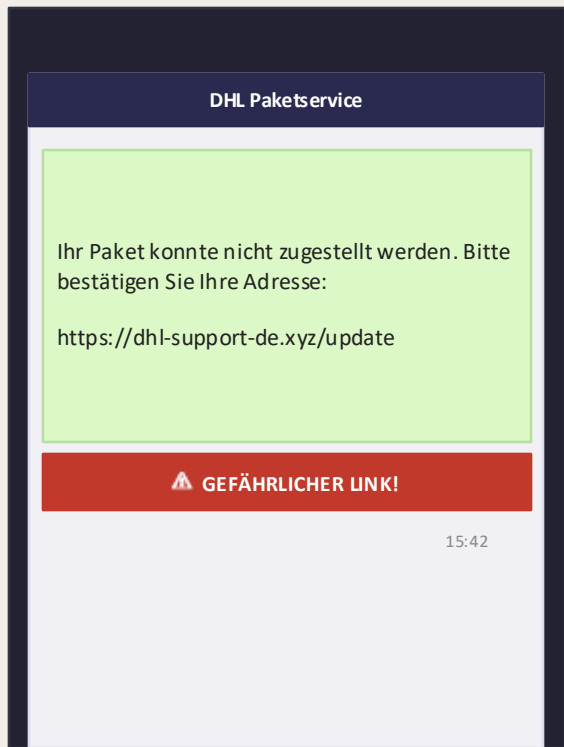 DHL Paketservice
Ihr Paket konnte nicht zugestellt werden. Bitte
bestätigen Sie Ihre Adresse:
https://dhl-support-de.xyz/update
⚠ GEFÄHRLICHER LINK!
15:42